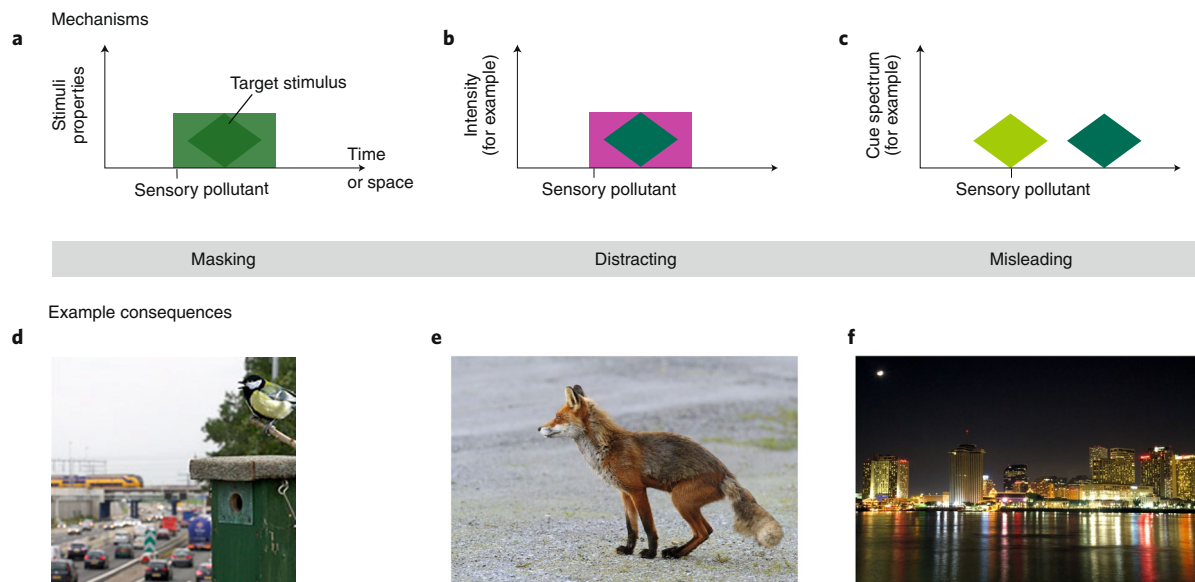 Mechanisms
a
Stimuli
properties
Target stimulus
Time
or space
Sensory pollutant
b
Intensity
(for example)
Sensory pollutant
c
Cue spectrum
(for example)
Sensory pollutant
Masking
Distracting
Misleading
Example consequences
d
e
f